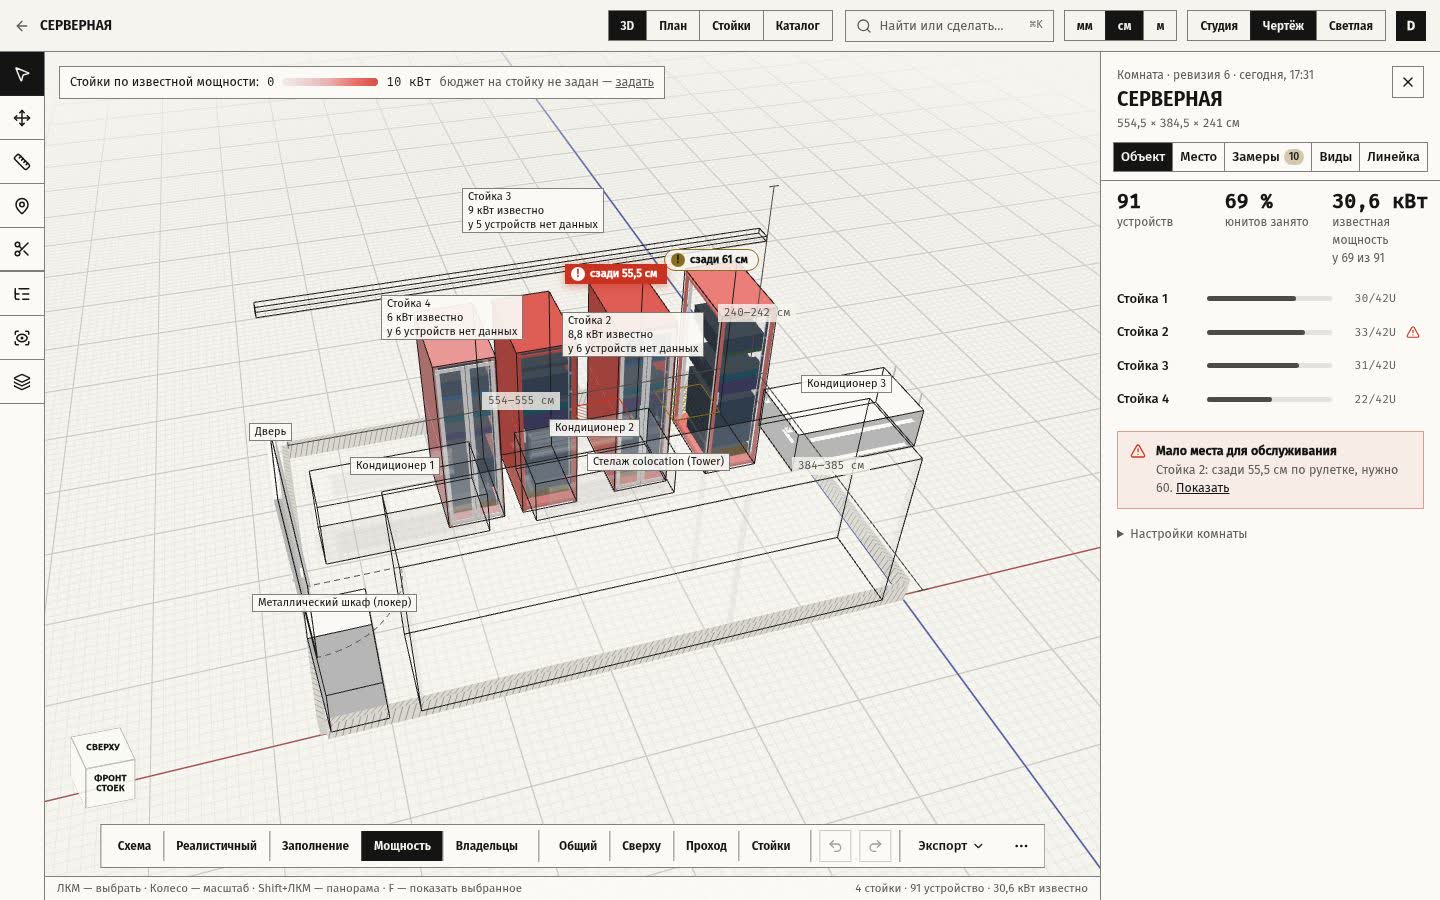 СЕРВЕРНАЯ
3D План Стойки Каталог
Найти или сделать… ⌘K
мм см м
Студия Чертёж Светлая
D
Стойки по известной мощности: 0 10 кВт бюджет на стойку не задан — задать
Комната · ревизия 6 · сегодня, 17:31
СЕРВЕРНАЯ
554,5 × 384,5 × 241 см
Объект Место Замеры 10 Виды Линейка
91
устройств
69 %
юнитов занято
30,6 кВт
известная
мощность
у 69 из 91
Стойка 1 30/42U
Стойка 2 33/42U
Стойка 3 31/42U
Стойка 4 22/42U
Мало места для обслуживания
Стойка 2: сзади 55,5 см по рулетке, нужно
60. Показать
Настройки комнаты
Стойка 3
9 кВт известно
у 5 устройств нет данных
! сзади 61 см
! сзади 55,5 см
Стойка 4
6 кВт известно
у 6 устройств нет данных
Стойка 2
8,8 кВт известно
у 6 устройств нет данных
240–242 см
Кондиционер 3
554–555 см
Кондиционер 2
Дверь
Кондиционер 1
Стелаж colocation (Tower)
384–385 см
Металлический шкаф (локер)
СВЕРХУ
ФРОНТ
СТОЕК
Схема Реалистичный Заполнение Мощность Владельцы Общий Сверху Проход Стойки Экспорт
ЛКМ — выбрать · Колесо — масштаб · Shift+ЛКМ — панорама · F — показать выбранное
4 стойки · 91 устройство · 30,6 кВт известно